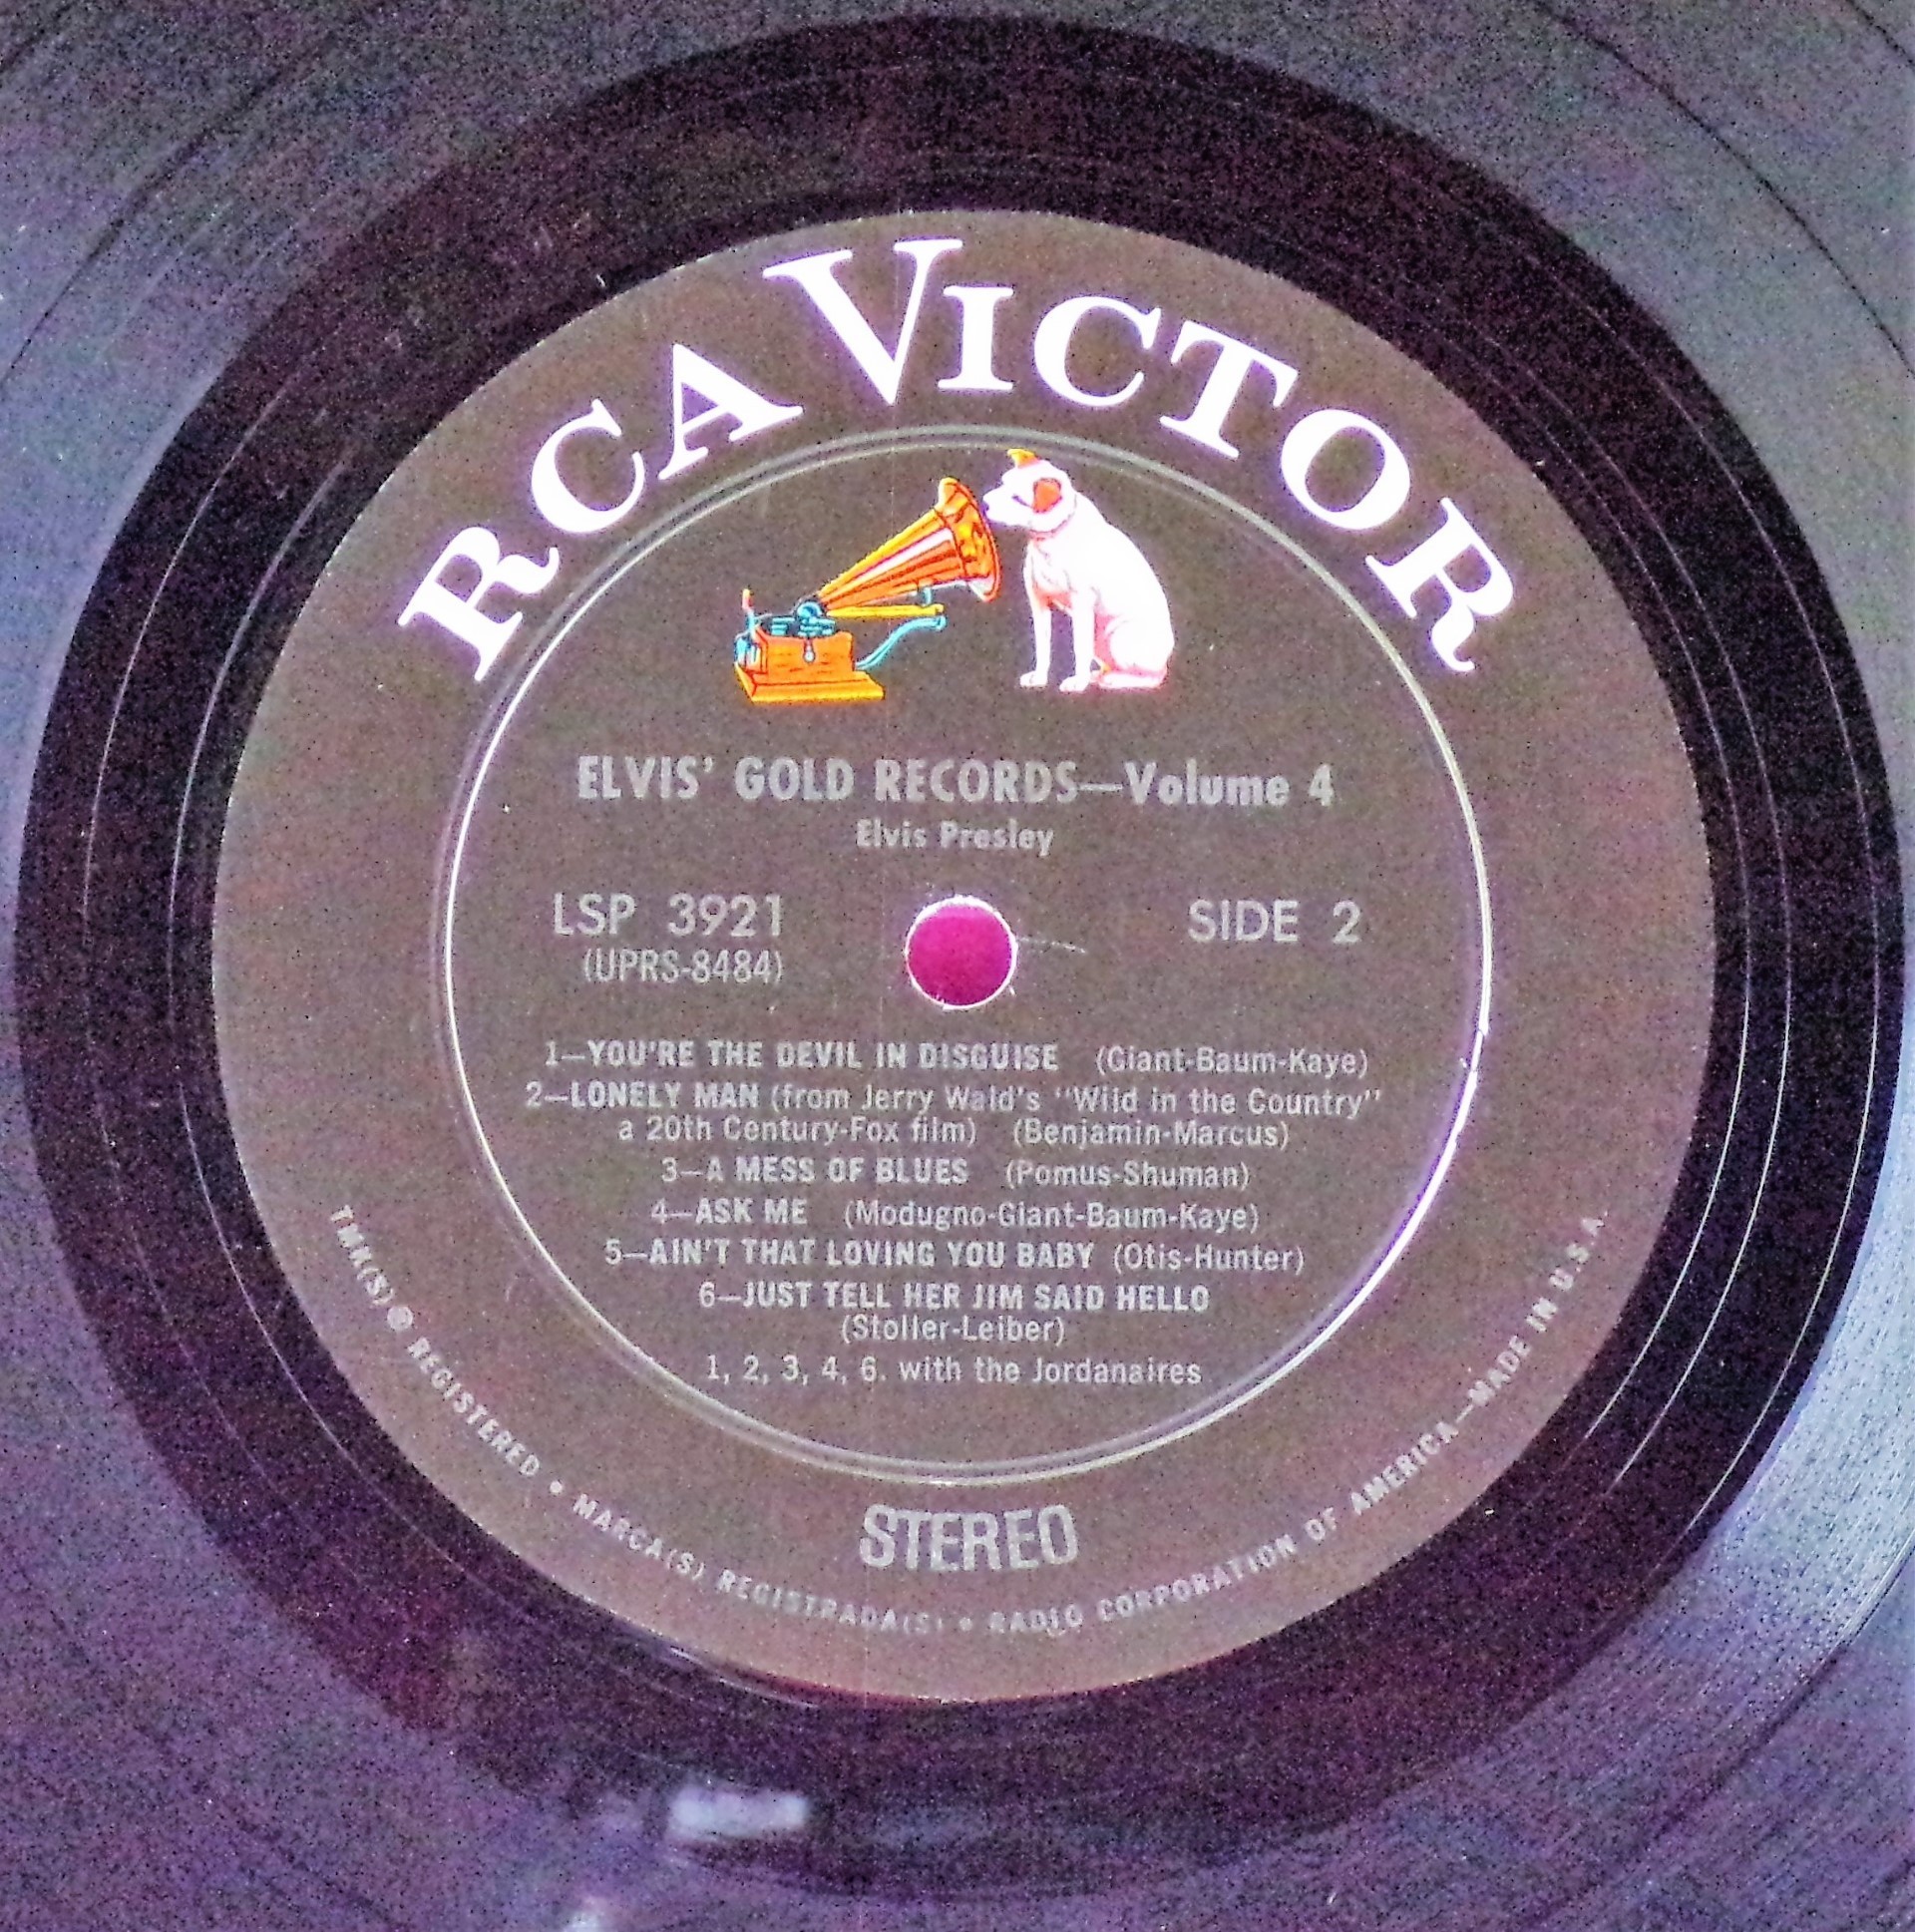 RCA VICTOR
ELVIS' GOLD RECORDS—Volume 4
Elvis Presley
LSP 3921
(UPRS-8484)
SIDE 2
1—YOU'RE THE DEVIL IN DISGUISE (Giant-Baum-Kaye)
2—LONELY MAN (from Jerry Wald's "Wild in the Country"
a 20th Century-Fox film) (Benjamin-Marcus)
3—A MESS OF BLUES (Pomus-Shuman)
4—ASK ME (Modugno-Giant-Baum-Kaye)
5—AIN'T THAT LOVING YOU BABY (Otis-Hunter)
6—JUST TELL HER JIM SAID HELLO
(Stoller-Leiber)
1, 2, 3, 4, 6. with the Jordanaires
STEREO
TMK(S) ® REGISTERED • MARCA(S) REGISTRADA(S) • RADIO CORPORATION OF AMERICA—MADE IN U.S.A.